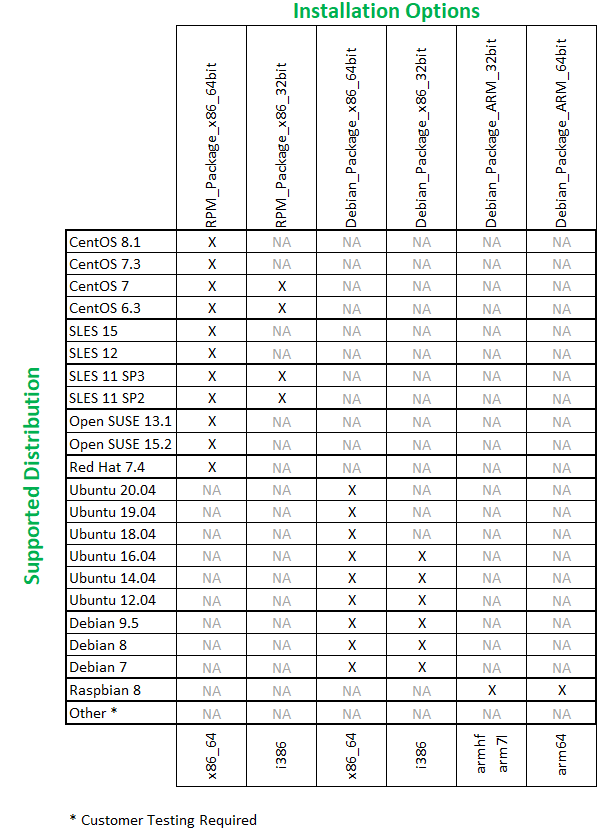 Installation Options
RPM_Package_x86_64bit RPM_Package_x86_32bit Debian_Package_x86_64bit Debian_Package_x86_32bit Debian_Package_ARM_32bit Debian_Package_ARM_64bit
Supported Distribution
CentOS 8.1 X NA NA NA NA NA
CentOS 7.3 X NA NA NA NA NA
CentOS 7 X X NA NA NA NA
CentOS 6.3 X X NA NA NA NA
SLES 15 X NA NA NA NA NA
SLES 12 X NA NA NA NA NA
SLES 11 SP3 X X NA NA NA NA
SLES 11 SP2 X X NA NA NA NA
Open SUSE 13.1 X NA NA NA NA NA
Open SUSE 15.2 X NA NA NA NA NA
Red Hat 7.4 X NA NA NA NA NA
Ubuntu 20.04 NA NA X NA NA NA
Ubuntu 19.04 NA NA X NA NA NA
Ubuntu 18.04 NA NA X NA NA NA
Ubuntu 16.04 NA NA X X NA NA
Ubuntu 14.04 NA NA X X NA NA
Ubuntu 12.04 NA NA X X NA NA
Debian 9.5 NA NA X X NA NA
Debian 8 NA NA X X NA NA
Debian 7 NA NA X X NA NA
Raspbian 8 NA NA NA NA X X
Other * NA NA NA NA NA NA
x86_64 i386 x86_64 i386 armhf arm7l arm64
* Customer Testing Required